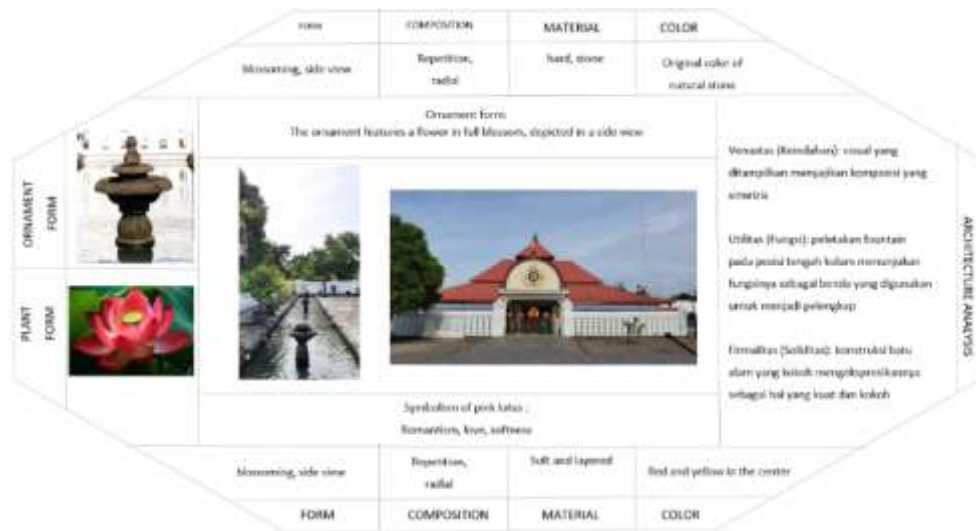 FORM COMPOSITION MATERIAL COLOR
blossoming, side view Repetition, hard, stone Original color of
radial natural stone
Ornament form:
The ornament features a flower in full blossom, depicted in a side view
ORNAMENT
FORM
PLANT
FORM
Venustas (Keindahan): visual yang
ditampilkan menyajikan komposisi yang
simetris
Utilitas (Fungsi): peletakan fountain
pada posisi tengah kolam menunjukan
fungsinya sebagai benda yang digunakan
untuk menjadi pelengkap
Firmalitas (Soliditas): konstruksi batu
alam yang kokoh mengekspresikannya
sebagai hal yang kuat dan kokoh
ARCHITECTURE ANALYSIS
Symbolism of pink lotus :
Romantism, love, softness
blossoming, side view Repetition, Soft and layered Red and yellow in the center
radial
FORM COMPOSITION MATERIAL COLOR